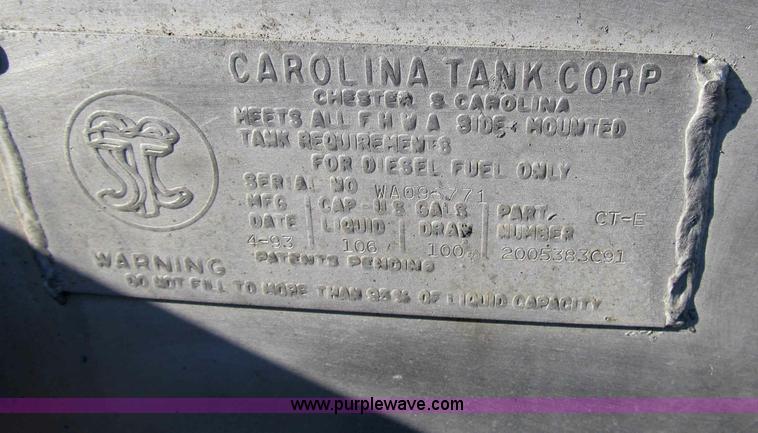 CAROLINA TANK CORP
CHESTER S CAROLINA
MEETS ALL F H W A SIDE MOUNTED
TANK REQUIREMENTS
FOR DIESEL FUEL ONLY
SERIAL NO WA086771
MFG CAP-U S GALS PART CT-E
DATE LIQUID DRAW NUMBER
4-93 106 100 2005383C91
PATENTS PENDING
WARNING
DO NOT FILL TO MORE THAN 95% OF LIQUID CAPACITY
www.purplewave.com